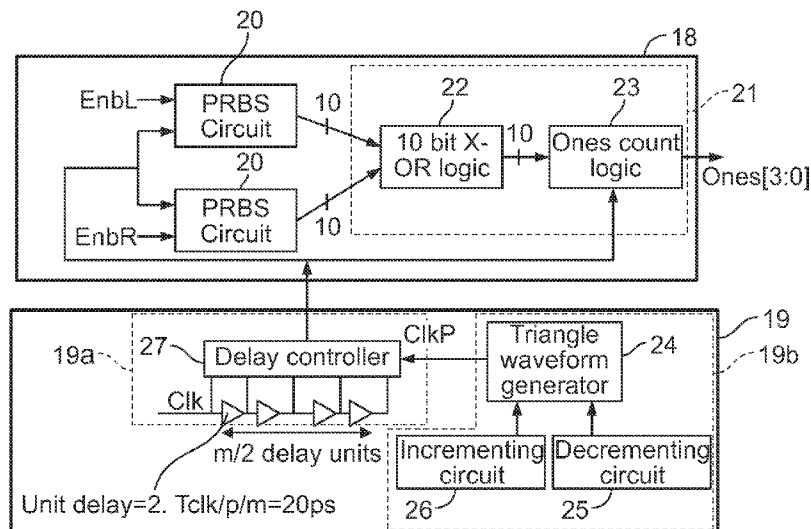 20
18
EnbL
PRBS
Circuit
10
22
23
21
10 bit X-
OR logic
10
Ones count
logic
Ones[3:0]
20
PRBS
Circuit
10
EnbR
19a
27
Delay controller
ClkP
Triangle
waveform
generator
24
19
19b
Clk
m/2 delay units
Incrementing
circuit
Decrementing
circuit
Unit delay=2. Tclk/p/m=20ps
26
25